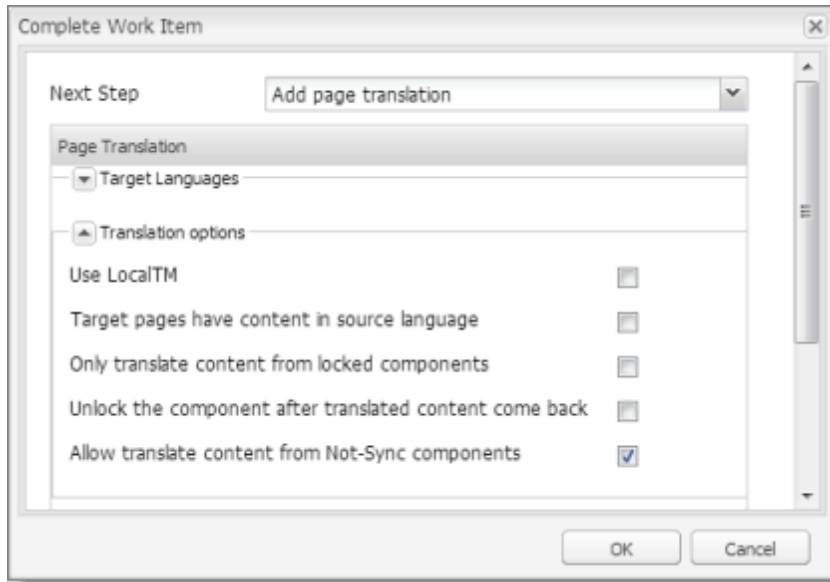 Complete Work Item
Next Step Add page translation
Page Translation
Target Languages
Translation options
Use LocalTM
Target pages have content in source language
Only translate content from locked components
Unlock the component after translated content come back
Allow translate content from Not-Sync components
OK Cancel